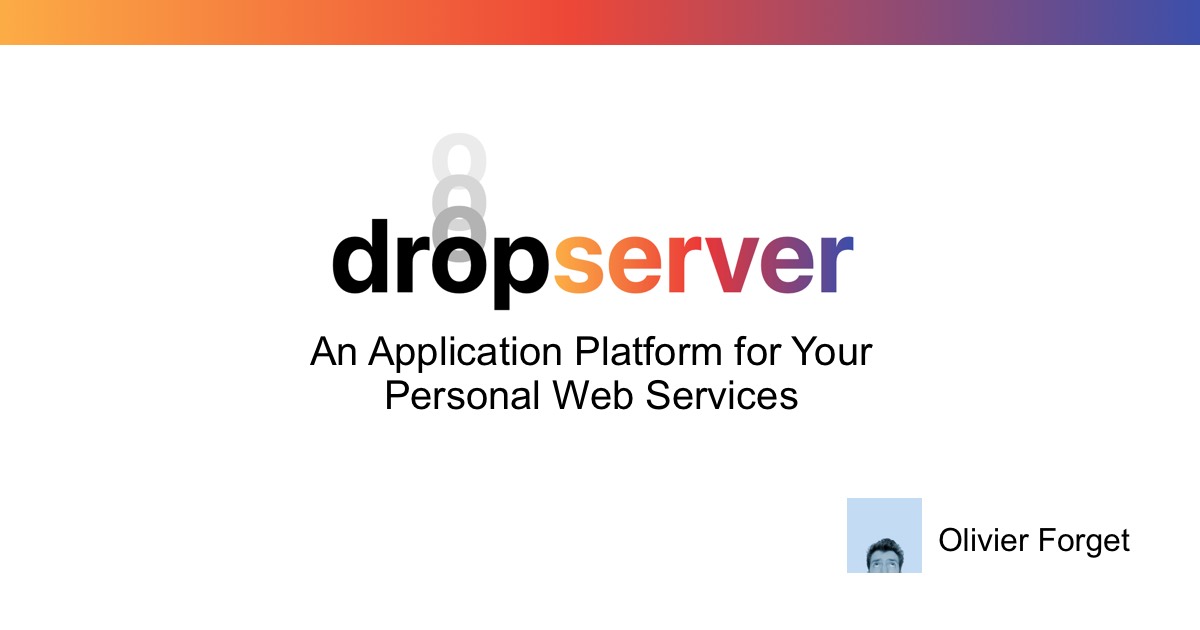 dropserver
An Application Platform for Your
Personal Web Services
Olivier Forget